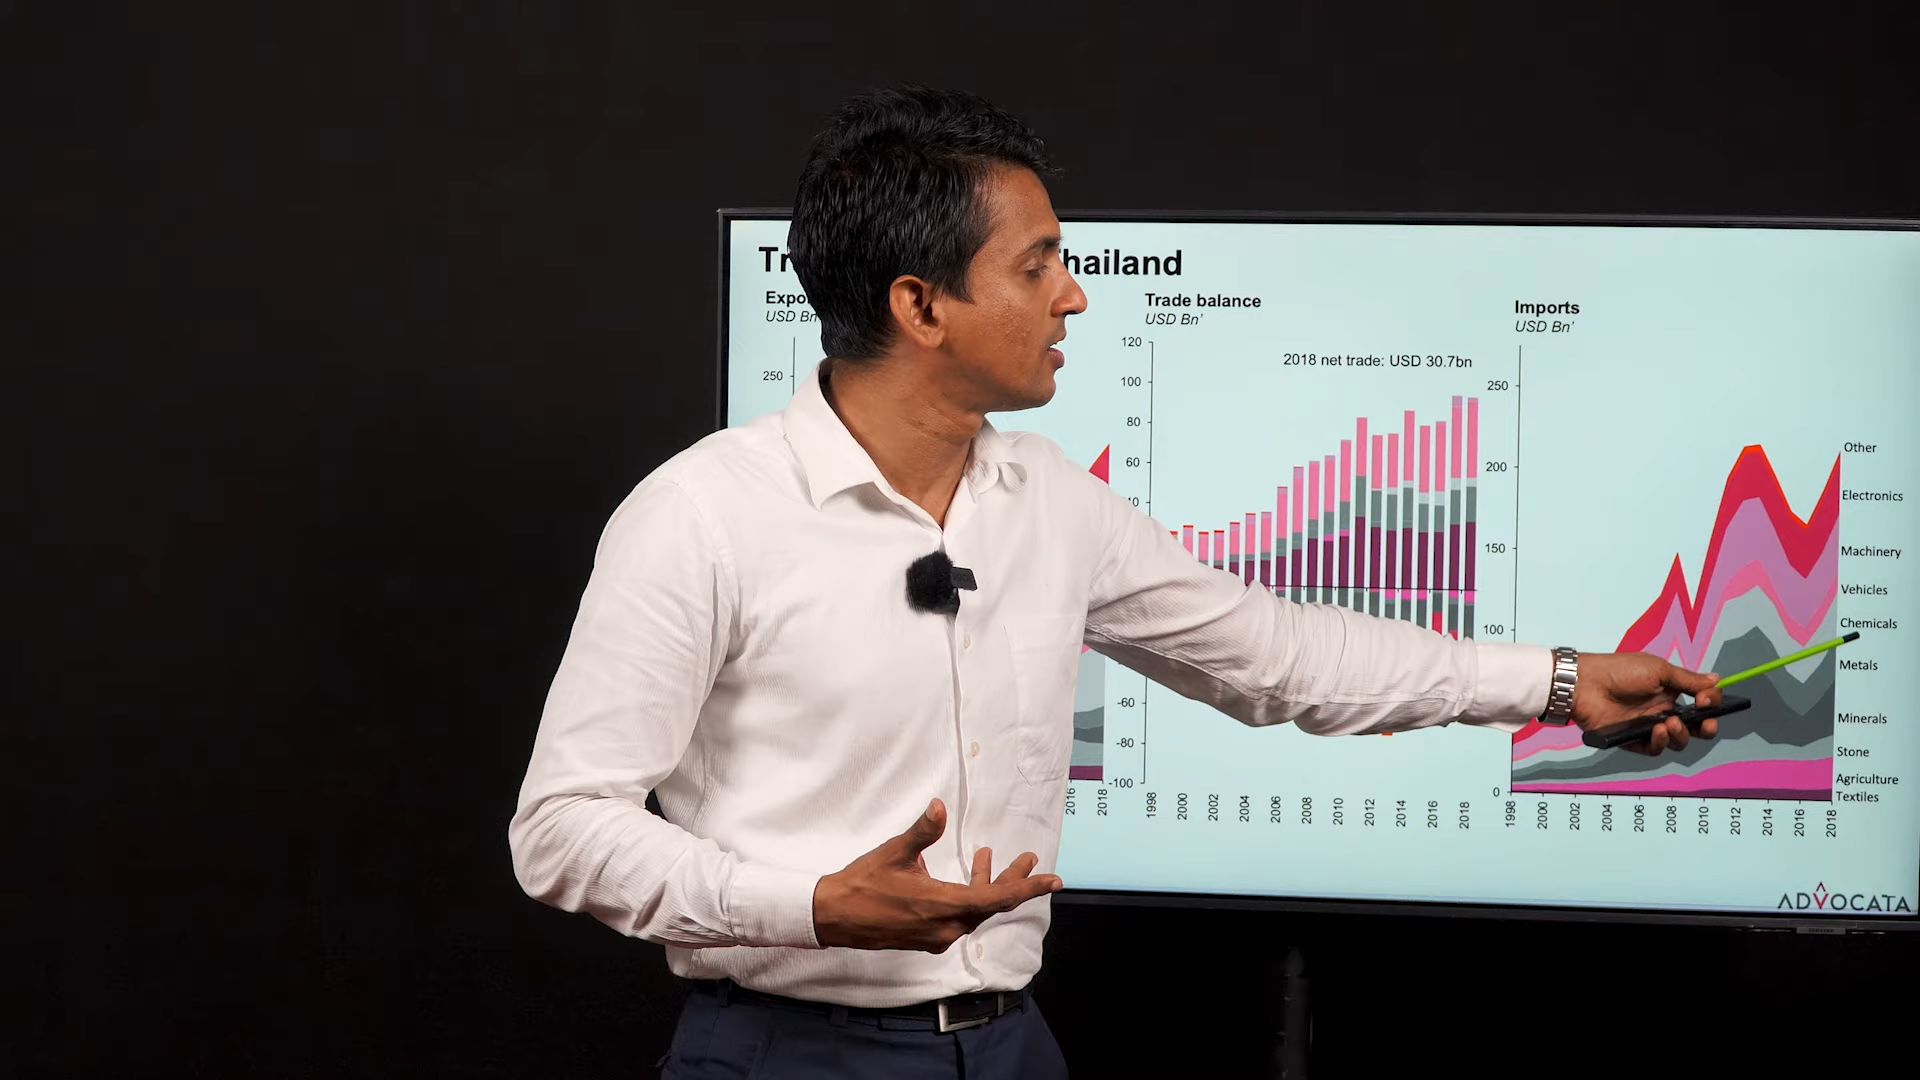 hailand
USD Bn
250
2016
2018
Trade balance
USD Bn'
2018 net trade: USD 30.7bn
120
100
80
60
-60
-80
-100
1998
2000
2002
2004
2006
2008
2010
2012
2014
2016
2018
Imports
USD Bn'
250
200
150
100
0
1998
2000
2002
2004
2006
2008
2010
2012
2014
2016
2018
Other
Electronics
Machinery
Vehicles
Chemicals
Metals
Minerals
Stone
Agriculture
Textiles
ADVOCATA